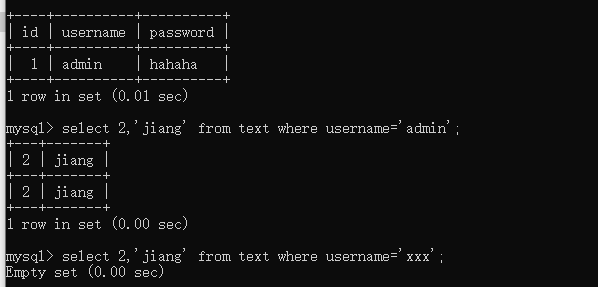 +----+----------+----------+
| id | username | password |
+----+----------+----------+
| 1 | admin | hahaha |
+----+----------+----------+
1 row in set (0.01 sec)
mysql> select 2,'jiang' from text where username='admin';
+---+-------+
| 2 | jiang |
+---+-------+
| 2 | jiang |
+---+-------+
1 row in set (0.00 sec)
mysql> select 2,'jiang' from text where username='xxx';
Empty set (0.00 sec)